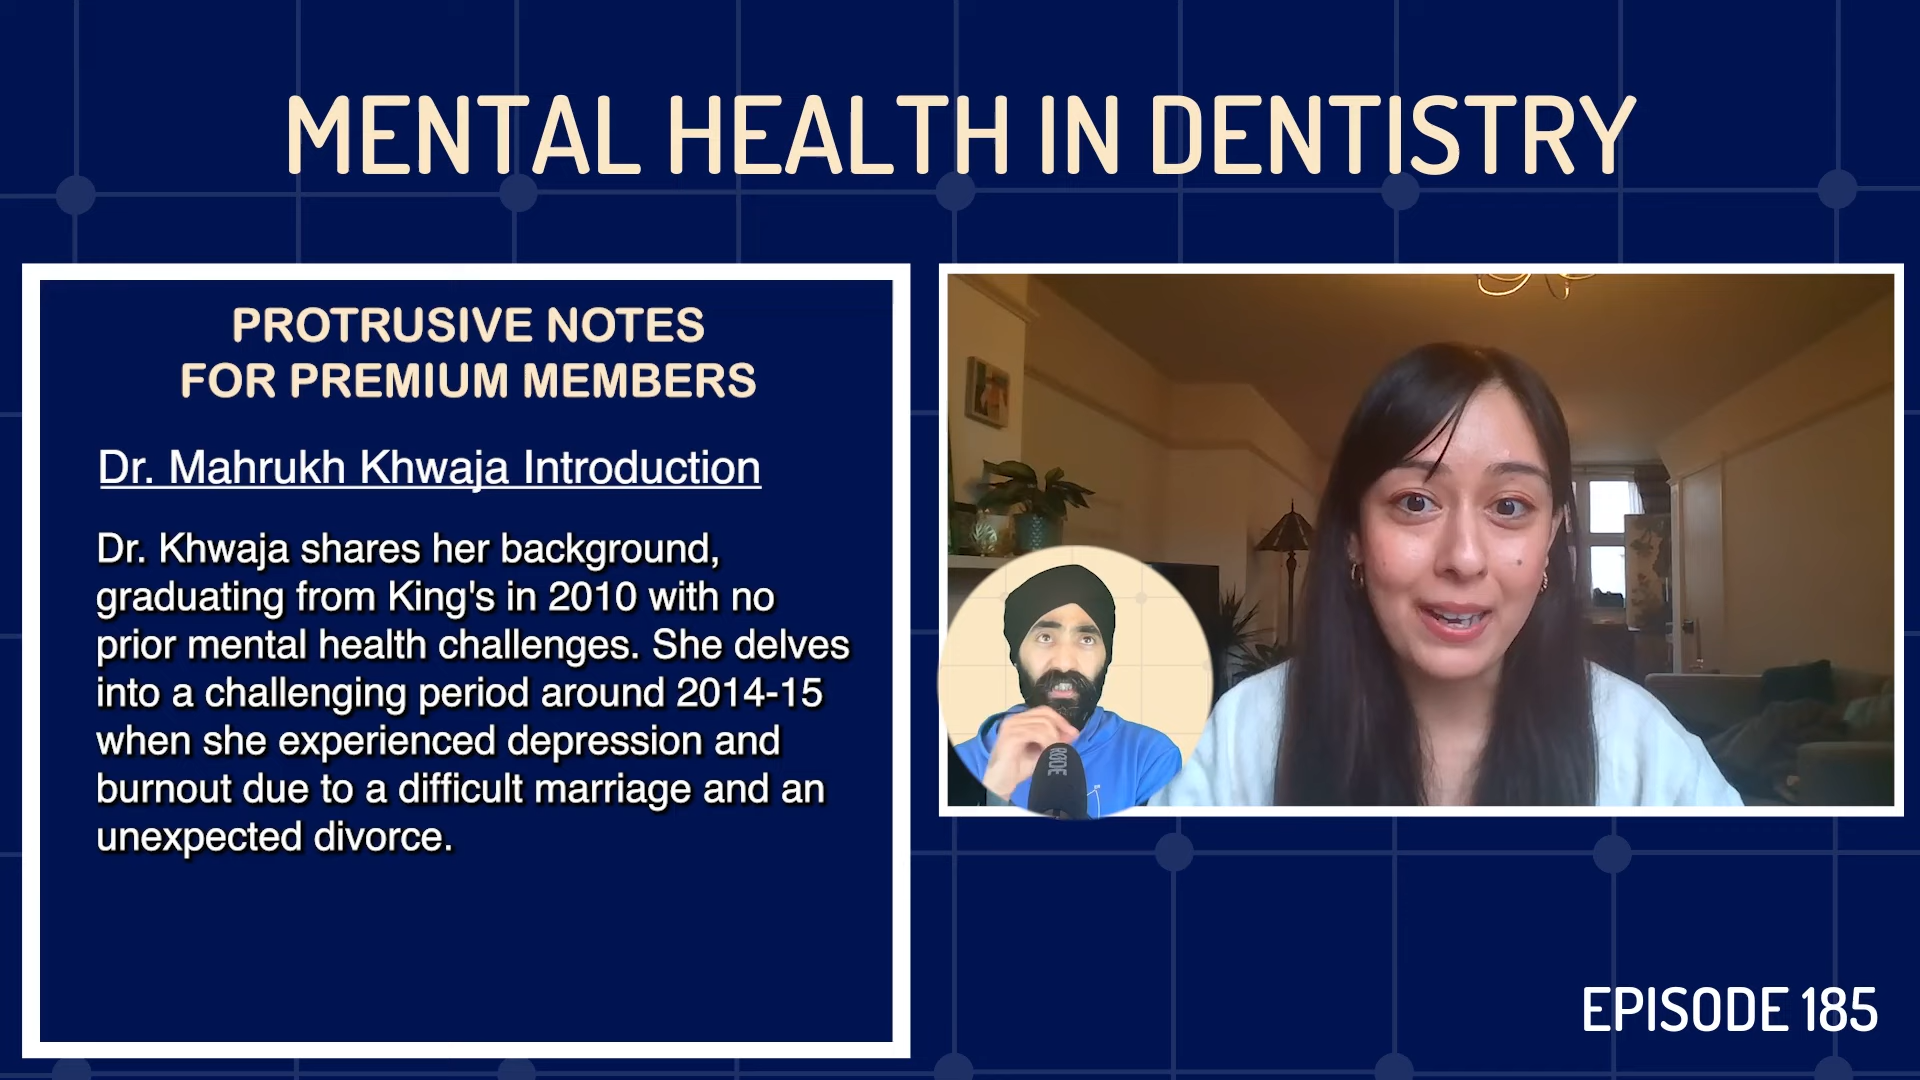 MENTAL HEALTH IN DENTISTRY
PROTRUSIVE NOTES
FOR PREMIUM MEMBERS
Dr. Mahrukh Khwaja Introduction
Dr. Khwaja shares her background,
graduating from King's in 2010 with no
prior mental health challenges. She delves
into a challenging period around 2014-15
when she experienced depression and
burnout due to a difficult marriage and an
unexpected divorce.
RØDE
EPISODE 185